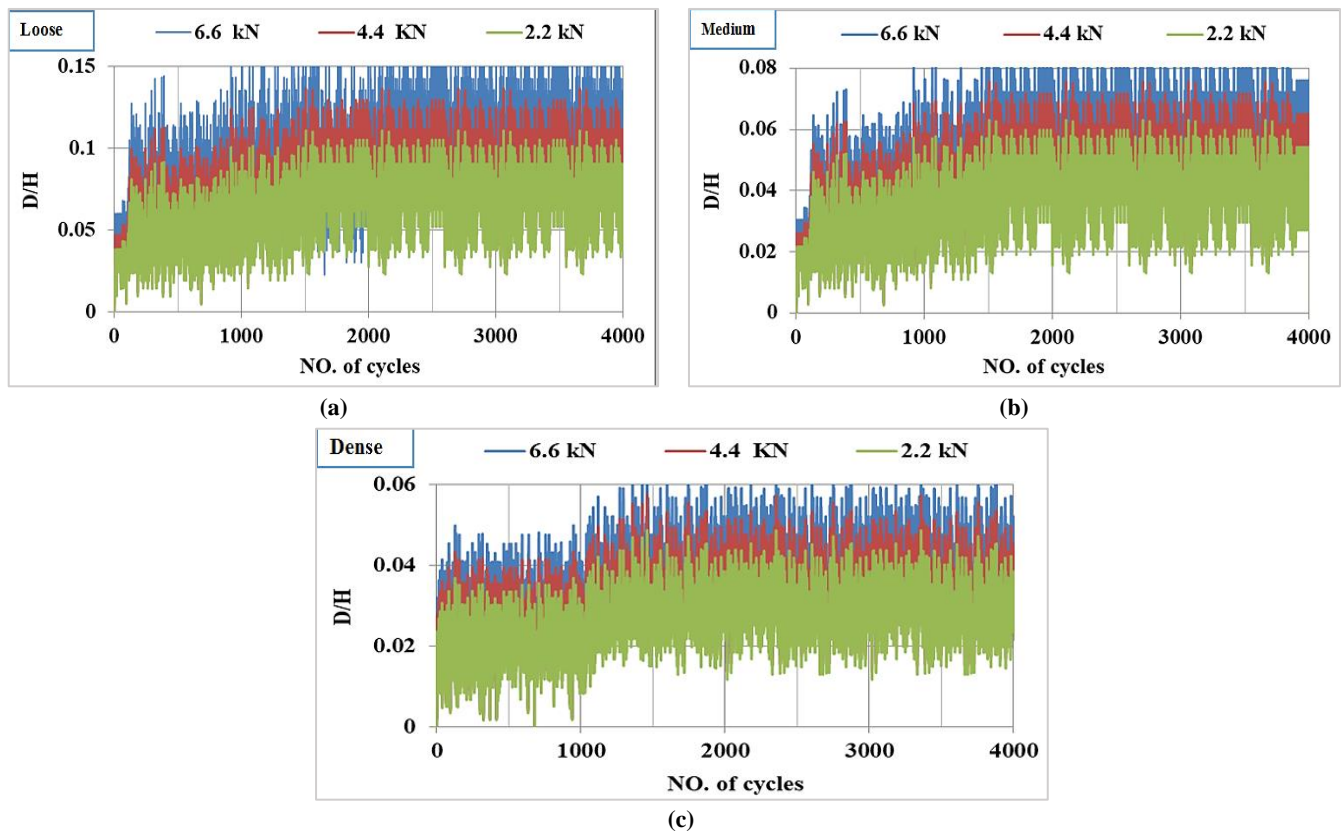 Loose
6.6 kN 4.4 KN 2.2 kN
0.15
0.1
0.05
0
D/H
0 1000 2000 3000 4000
NO. of cycles
(a)
Medium
6.6 kN 4.4 kN 2.2 kN
0.08
0.06
0.04
0.02
0
D/H
0 1000 2000 3000 4000
NO. of cycles
(b)
Dense
6.6 kN 4.4 KN 2.2 kN
0.06
0.04
0.02
0
D/H
0 1000 2000 3000 4000
NO. of cycles
(c)